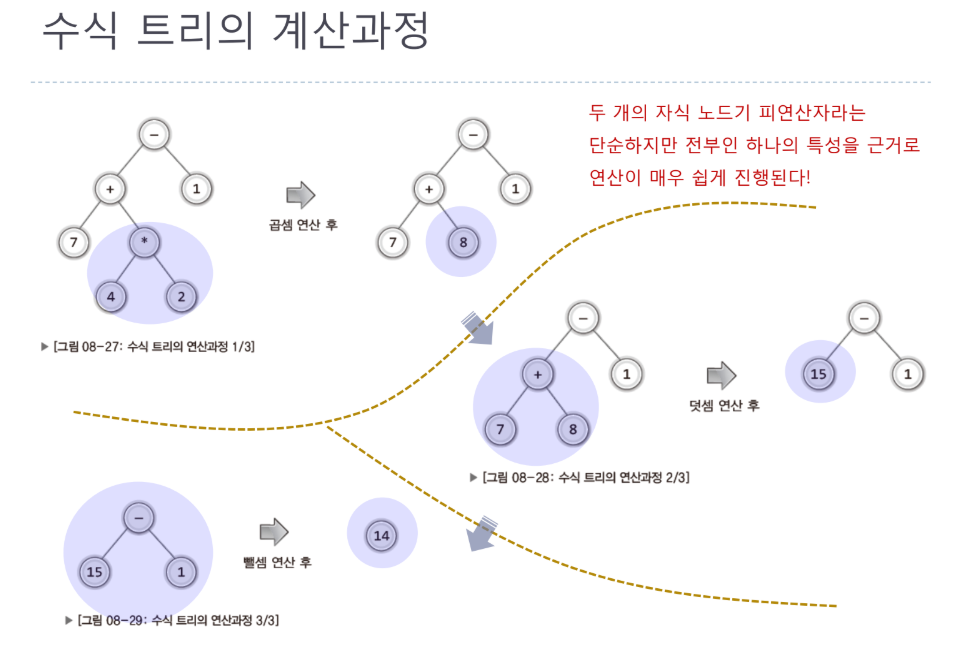 수식 트리의 계산과정
두 개의 자식 노드기 피연산자라는
단순하지만 전부인 하나의 특성을 근거로
연산이 매우 쉽게 진행된다!
−
+
1
7
*
4
2
곱셈 연산 후
−
+
1
7
8
▶ [그림 08-27: 수식 트리의 연산과정 1/3]
−
+
1
7
8
덧셈 연산 후
−
15
1
▶ [그림 08-28: 수식 트리의 연산과정 2/3]
−
15
1
뺄셈 연산 후
14
▶ [그림 08-29: 수식 트리의 연산과정 3/3]